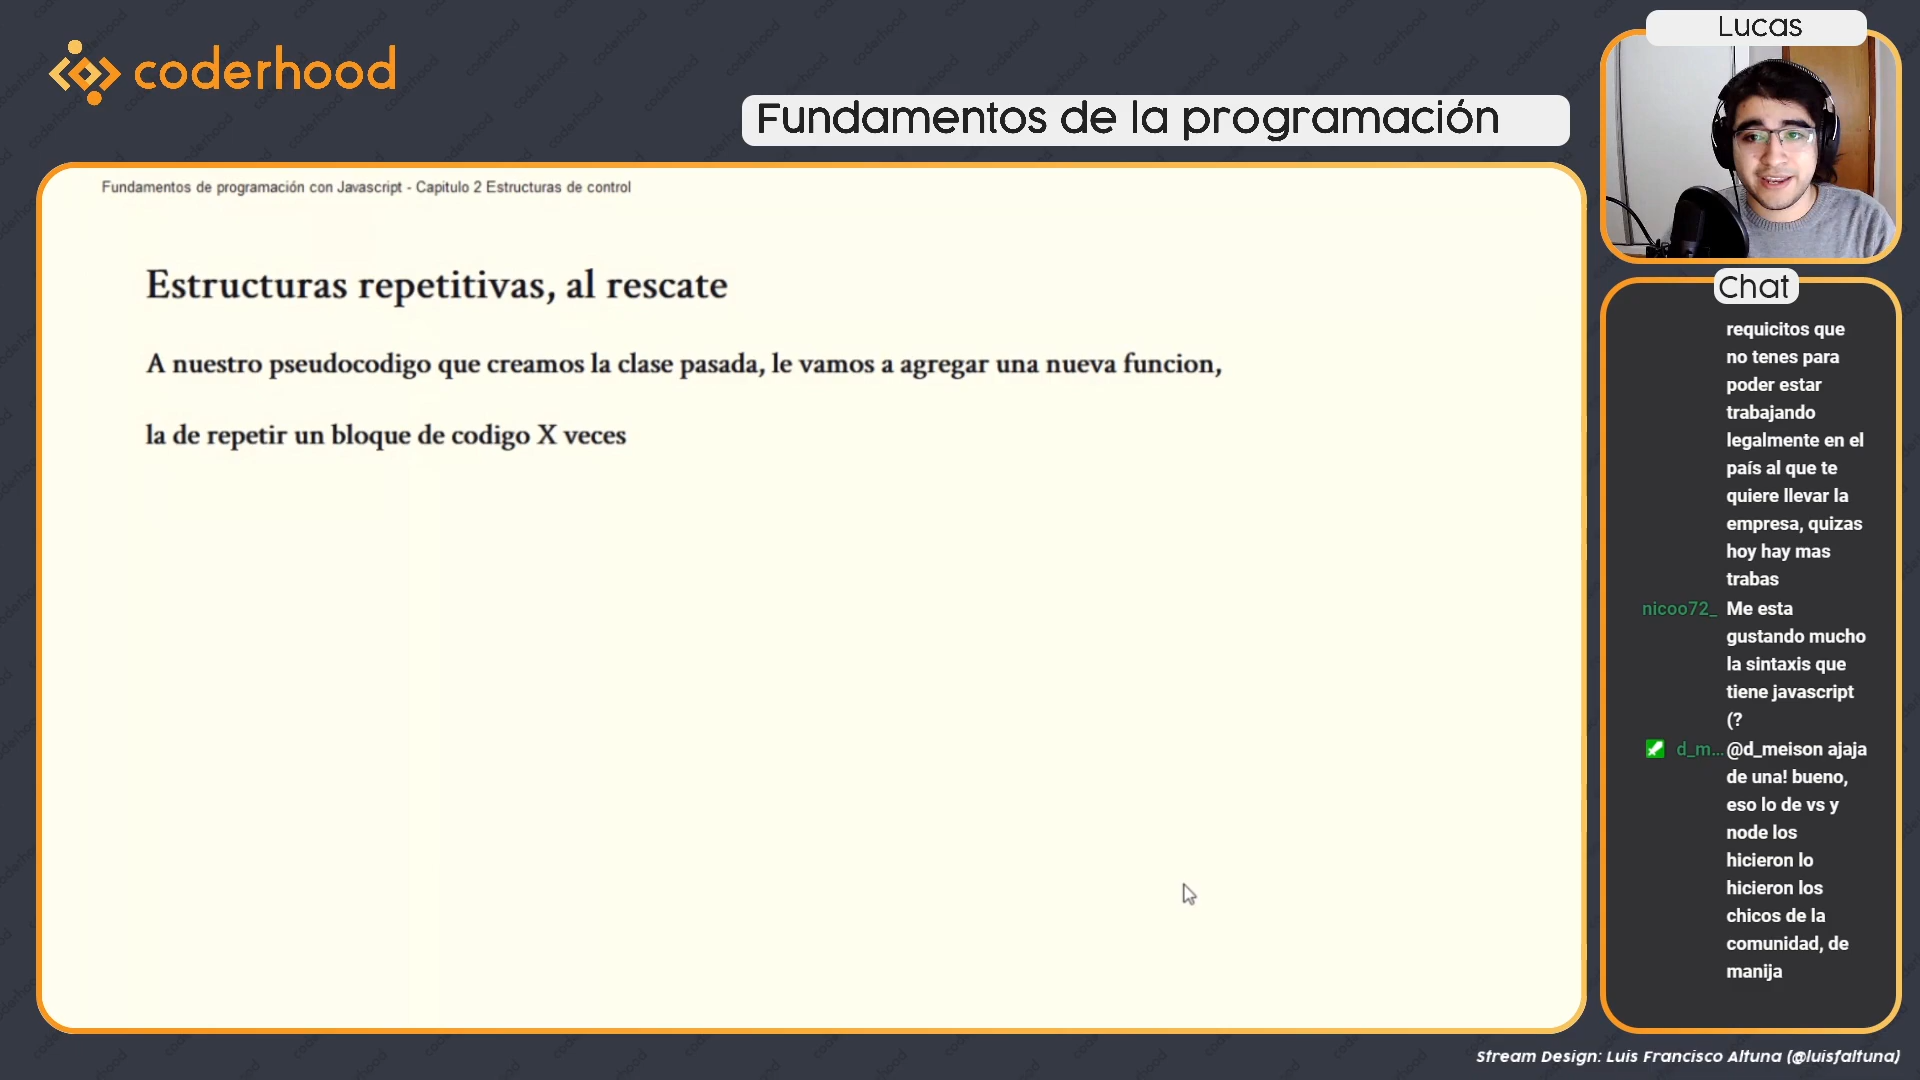 coderhood
Fundamentos de la programación
Lucas
Fundamentos de programación con Javascript - Capitulo 2 Estructuras de control
Estructuras repetitivas, al rescate
A nuestro pseudocodigo que creamos la clase pasada, le vamos a agregar una nueva funcion,
la de repetir un bloque de codigo X veces
Chat
requicitos que
no tenes para
poder estar
trabajando
legalmente en el
país al que te
quiere llevar la
empresa, quizas
hoy hay mas
trabas
nicoo72_ Me esta
gustando mucho
la sintaxis que
tiene javascript
(?
d_m... @d_meison ajaja
de una! bueno,
eso lo de vs y
node los
hicieron lo
hicieron los
chicos de la
comunidad, de
manija
Stream Design: Luis Francisco Altuna (@luisfaltuna)